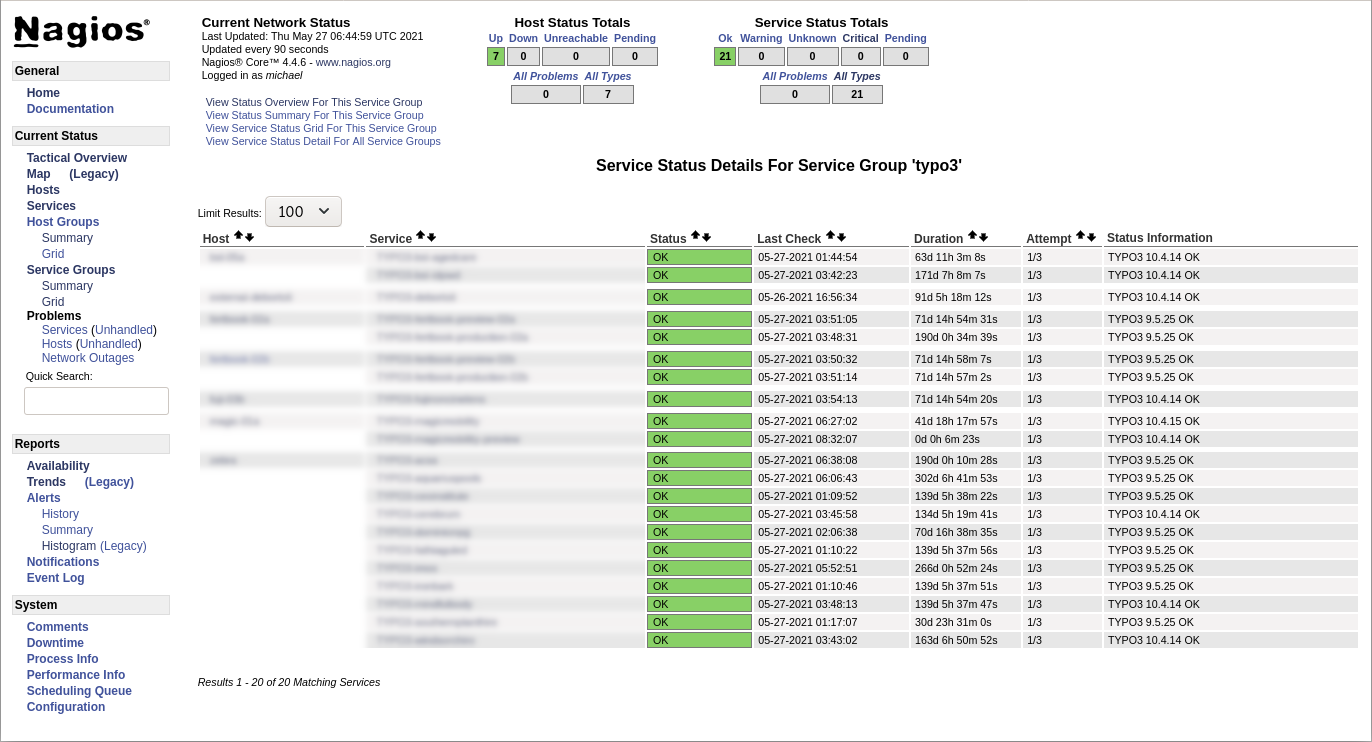 Nagios®
General
Home
Documentation
Current Status
Tactical Overview
Map (Legacy)
Hosts
Services
Host Groups
Summary
Grid
Service Groups
Summary
Grid
Problems
Services (Unhandled)
Hosts (Unhandled)
Network Outages
Quick Search:
Reports
Availability
Trends (Legacy)
Alerts
History
Summary
Histogram (Legacy)
Notifications
Event Log
System
Comments
Downtime
Process Info
Performance Info
Scheduling Queue
Configuration
Current Network Status
Last Updated: Thu May 27 06:44:59 UTC 2021
Updated every 90 seconds
Nagios® Core™ 4.4.6 - www.nagios.org
Logged in as michael
View Status Overview For This Service Group
View Status Summary For This Service Group
View Service Status Grid For This Service Group
View Service Status Detail For All Service Groups
Host Status Totals
Up Down Unreachable Pending
7 0 0 0
All Problems All Types
0 7
Service Status Totals
Ok Warning Unknown Critical Pending
21 0 0 0 0
All Problems All Types
0 21
Service Status Details For Service Group 'typo3'
Limit Results: 100
Host Service Status Last Check Duration Attempt Status Information
OK 05-27-2021 01:44:54 63d 11h 3m 8s 1/3 TYPO3 10.4.14 OK
OK 05-27-2021 03:42:23 171d 7h 8m 7s 1/3 TYPO3 10.4.14 OK
OK 05-26-2021 16:56:34 91d 5h 18m 12s 1/3 TYPO3 10.4.14 OK
OK 05-27-2021 03:51:05 71d 14h 54m 31s 1/3 TYPO3 9.5.25 OK
OK 05-27-2021 03:48:31 190d 0h 34m 39s 1/3 TYPO3 9.5.25 OK
OK 05-27-2021 03:50:32 71d 14h 58m 7s 1/3 TYPO3 9.5.25 OK
OK 05-27-2021 03:51:14 71d 14h 57m 2s 1/3 TYPO3 9.5.25 OK
OK 05-27-2021 03:54:13 71d 14h 54m 20s 1/3 TYPO3 10.4.14 OK
OK 05-27-2021 06:27:02 41d 18h 17m 57s 1/3 TYPO3 10.4.15 OK
OK 05-27-2021 08:32:07 0d 0h 6m 23s 1/3 TYPO3 10.4.14 OK
OK 05-27-2021 06:38:08 190d 0h 10m 28s 1/3 TYPO3 9.5.25 OK
OK 05-27-2021 06:06:43 302d 6h 41m 53s 1/3 TYPO3 9.5.25 OK
OK 05-27-2021 01:09:52 139d 5h 38m 22s 1/3 TYPO3 9.5.25 OK
OK 05-27-2021 03:45:58 134d 5h 19m 41s 1/3 TYPO3 10.4.14 OK
OK 05-27-2021 02:06:38 70d 16h 38m 35s 1/3 TYPO3 9.5.25 OK
OK 05-27-2021 01:10:22 139d 5h 37m 56s 1/3 TYPO3 9.5.25 OK
OK 05-27-2021 05:52:51 266d 0h 52m 24s 1/3 TYPO3 9.5.25 OK
OK 05-27-2021 01:10:46 139d 5h 37m 51s 1/3 TYPO3 9.5.25 OK
OK 05-27-2021 03:48:13 139d 5h 37m 47s 1/3 TYPO3 10.4.14 OK
OK 05-27-2021 01:17:07 30d 23h 31m 0s 1/3 TYPO3 9.5.25 OK
OK 05-27-2021 03:43:02 163d 6h 50m 52s 1/3 TYPO3 10.4.14 OK
Results 1 - 20 of 20 Matching Services